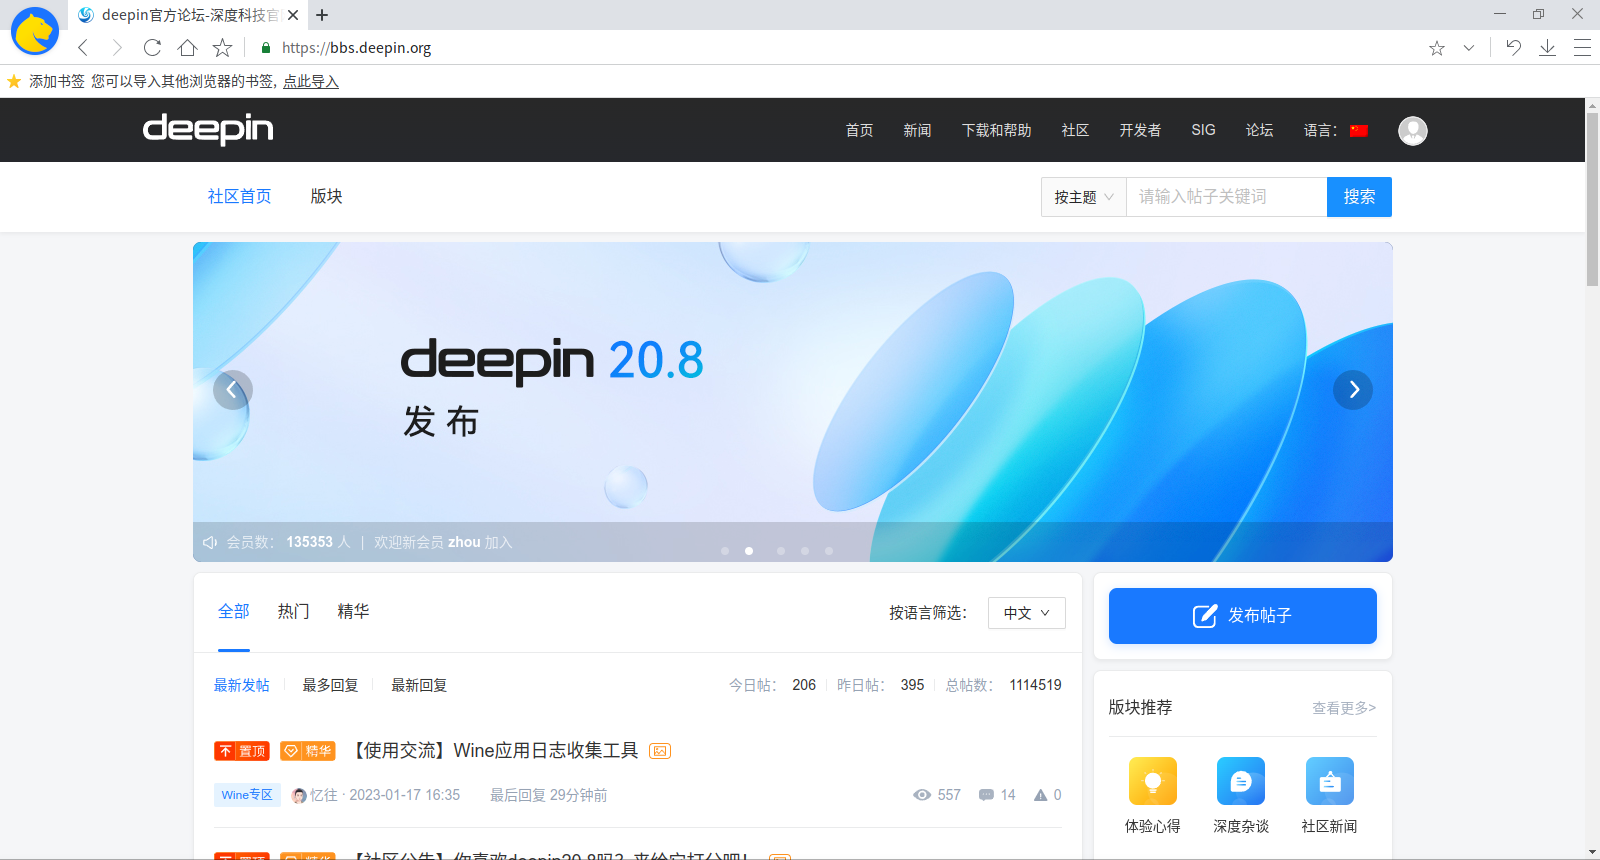 deepin官方论坛-深度科技官
https://bbs.deepin.org
添加书签 您可以导入其他浏览器的书签, 点此导入
deepin 首页 新闻 下载和帮助 社区 开发者 SIG 论坛 语言：
社区首页 版块 按主题 请输入帖子关键词 搜索
deepin 20.8
发布
会员数： 135353 人 | 欢迎新会员 zhou 加入
全部 热门 精华 按语言筛选： 中文
发布帖子
最新发帖 最多回复 最新回复 今日帖： 206 昨日帖： 395 总帖数： 1114519
版块推荐 查看更多>
置顶 精华 【使用交流】Wine应用日志收集工具
Wine专区 忆往 · 2023-01-17 16:35 最后回复 29分钟前 557 14 0
体验心得 深度杂谈 社区新闻
置顶 精华 【社区公告】你喜欢deepin20.8吗？来给它打分吧！